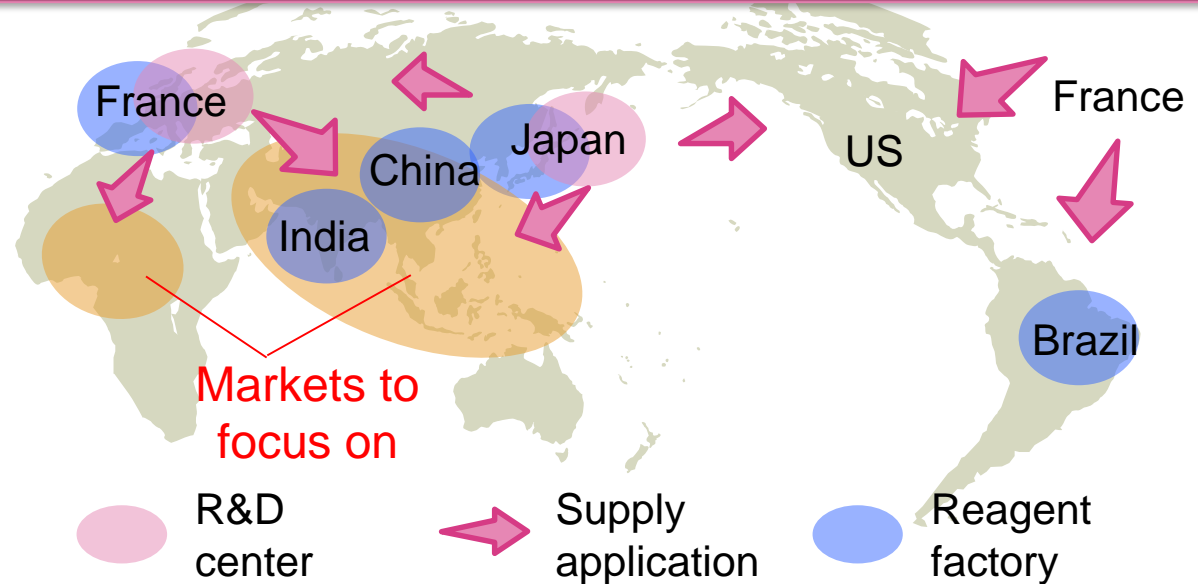 France
France
Japan
US
China
India
Brazil
Markets to
focus on
R&D
center
Supply
application
Reagent
factory